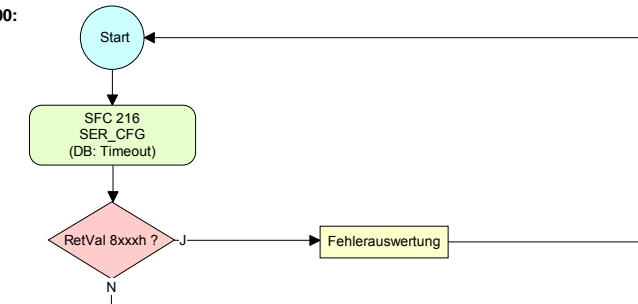 00:
Start
SFC 216
SER_CFG
(DB: Timeout)
RetVal 8xxxh ?
J
Fehlerauswertung
N